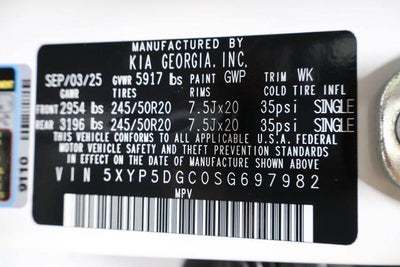 MANUFACTURED BY
KIA GEORGIA, INC.
SEP/03/25 GVWR 5917 lbs PAINT GWP TRIM WK
GAWR TIRES RIMS COLD TIRE INFL
FRONT 2954 lbs 245/50R20 7.5Jx20 35psi SINGLE
REAR 3196 lbs 245/50R20 7.5Jx20 35psi SINGLE
THIS VEHICLE CONFORMS TO ALL APPLICABLE U.S.A. FEDERAL
MOTOR VEHICLE SAFETY AND THEFT PREVENTION STANDARDS
IN EFFECT ON THE DATE OF MANUFACTURE SHOWN ABOVE
VIN 5XYP5DGC0SG697982
MPV
9110